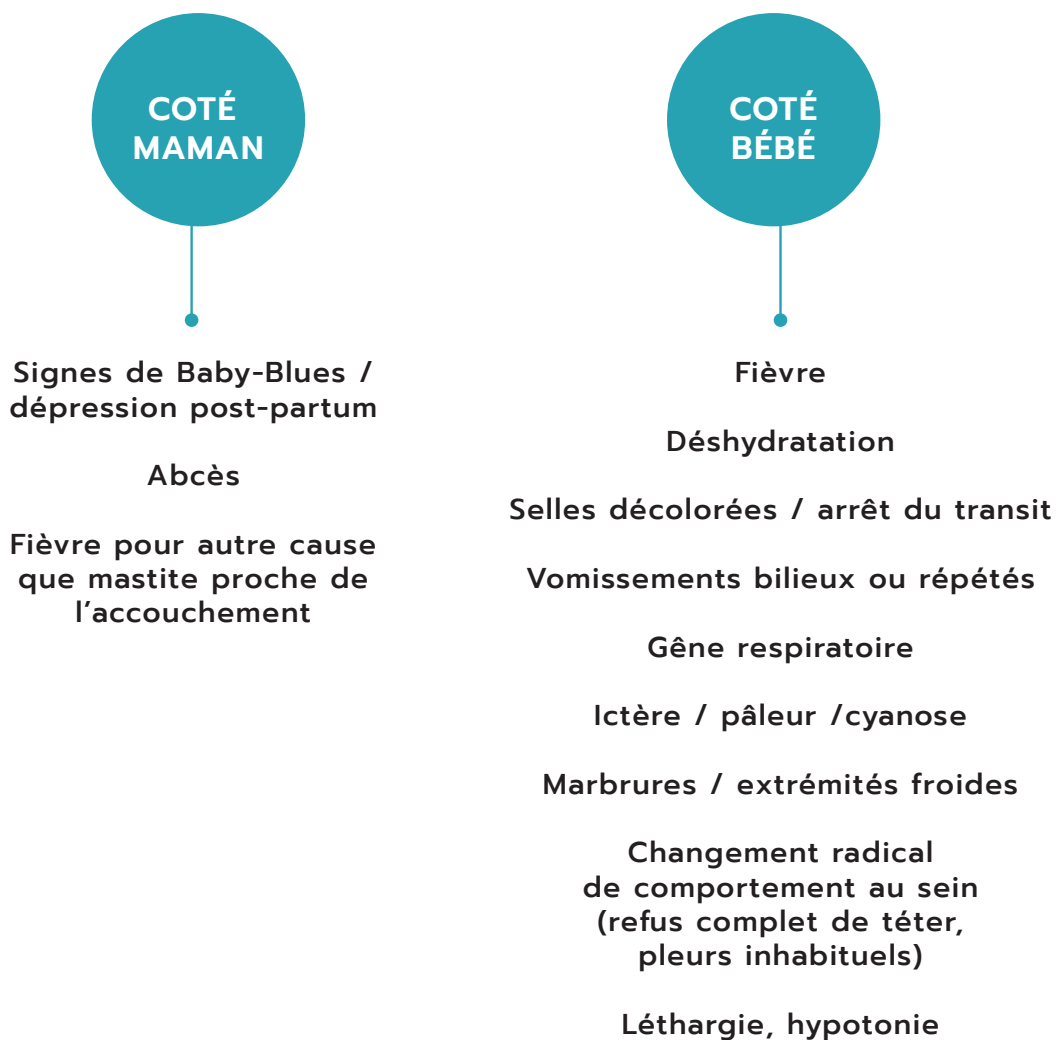 COTÉ
MAMAN
Signes de Baby-Blues /
dépression post-partum
Abcès
Fièvre pour autre cause
que mastite proche de
l'accouchement
COTÉ
BÉBÉ
Fièvre
Déshydratation
Selles décolorées / arrêt du transit
Vomissements bilieux ou répétés
Gêne respiratoire
Ictère / pâleur /cyanose
Marbrures / extrémités froides
Changement radical
de comportement au sein
(refus complet de téter,
pleurs inhabituels)
Léthargie, hypotonie